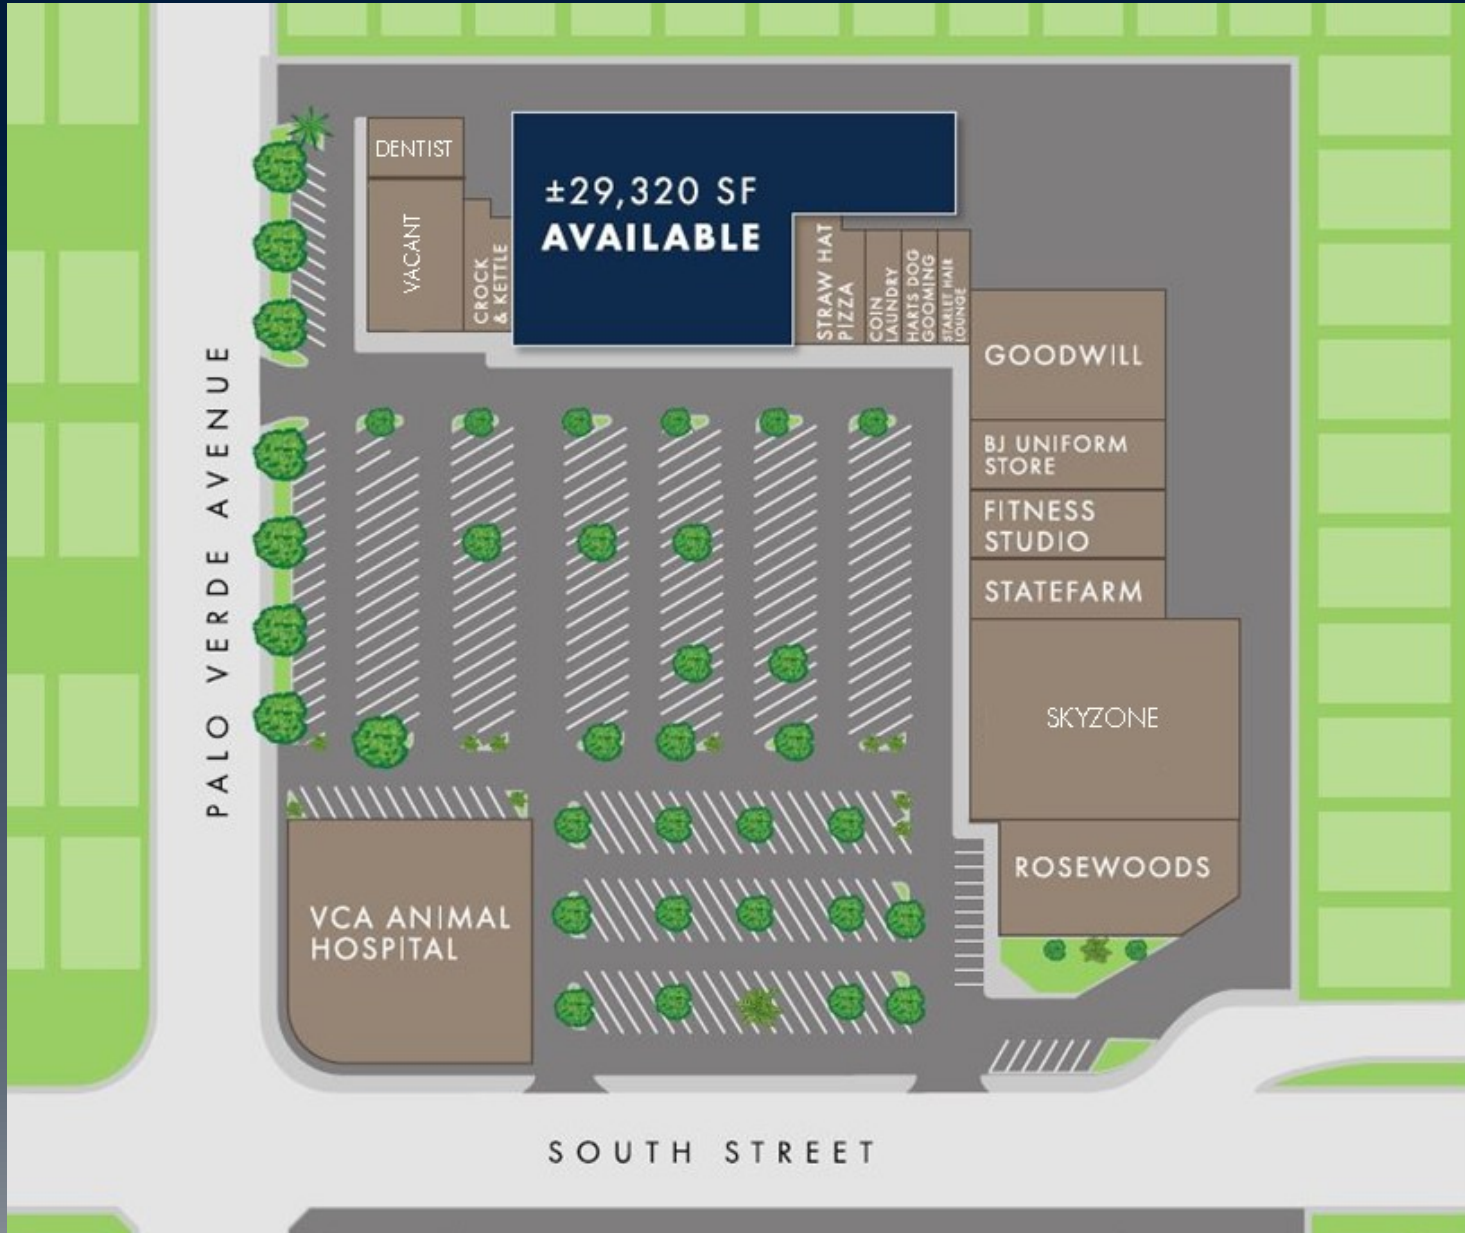 DENTIST
VACANT
CROCK
& KETTLE
±29,320 SF
AVAILABLE
STRAW HAT
PIZZA
COIN
LAUNDRY
HARTS DOG
GOOMING
STARLET HAIR
LOUNGE
GOODWILL
BJ UNIFORM
STORE
FITNESS
STUDIO
STATEFARM
SKYZONE
ROSEWOODS
VCA ANIMAL
HOSPITAL
PALO VERDE AVENUE
SOUTH STREET